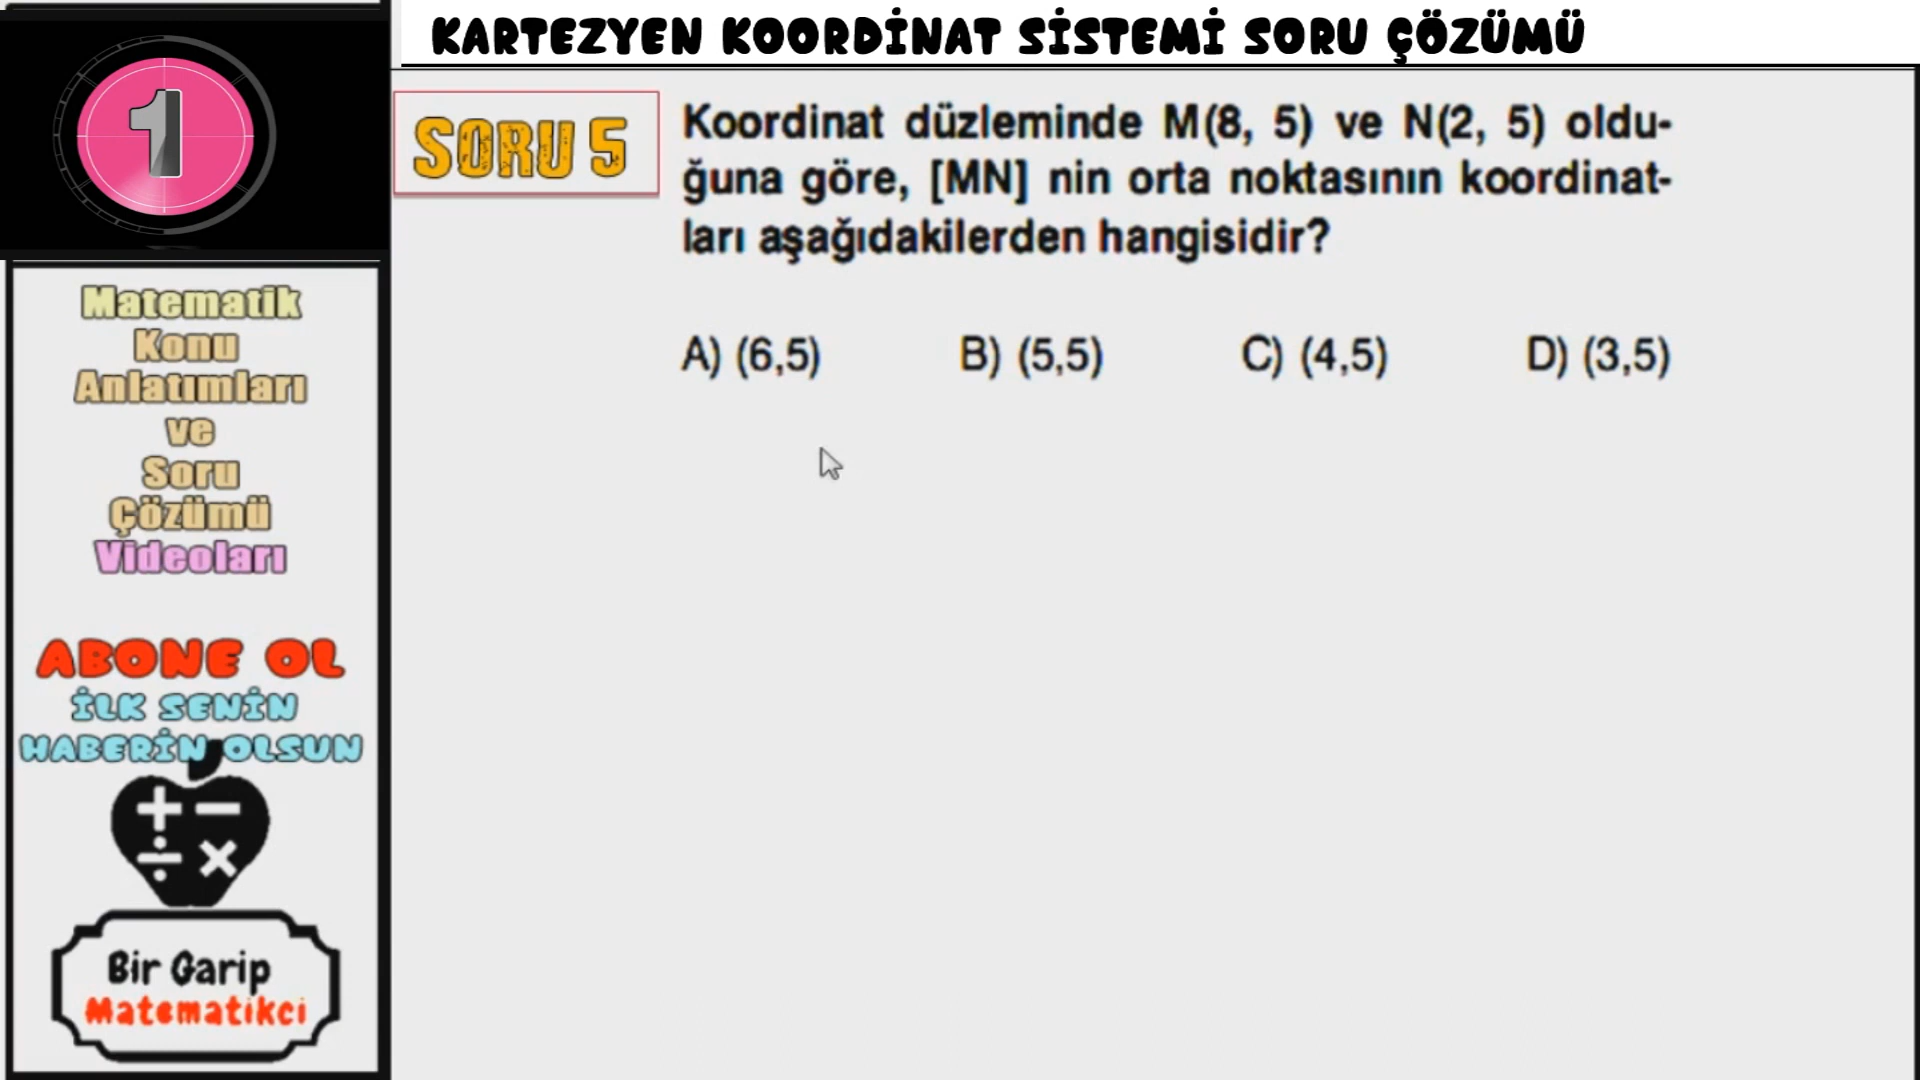 KARTEZYEN KOORDİNAT SİSTEMİ SORU ÇÖZÜMÜ
1
SORU 5
Koordinat düzleminde M(8, 5) ve N(2, 5) oldu-
ğuna göre, [MN] nin orta noktasının koordinat-
ları aşağıdakilerden hangisidir?
A) (6,5) B) (5,5) C) (4,5) D) (3,5)
Matematik
Konu
Anlatımları
ve
Soru
Çözümü
Videoları
ABONE OL
İLK SENİN
HABERİN OLSUN
Bir Garip
Matematikci